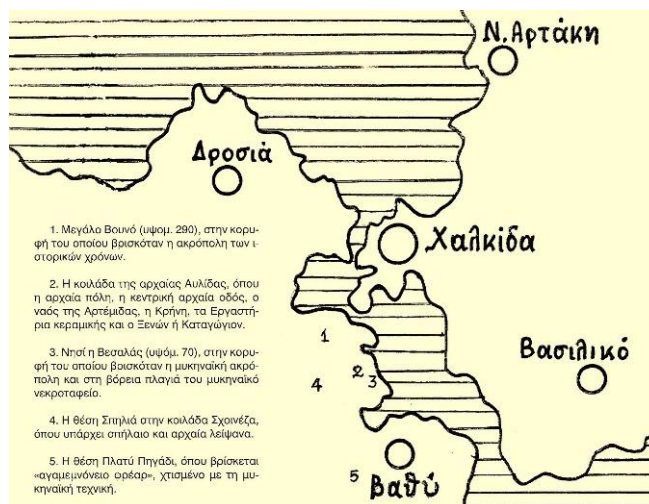 Ν. Αρτάκη
Δροσιά
Χαλκίδα
Βασιλικό
Βαθύ
1
2
3
4
5
1. Μεγάλο Βουνό (υψομ. 290), στην κορυ-
φή του οποίου βρισκόταν η ακρόπολη των ι-
στορικών χρόνων.
2. Η κοιλάδα της αρχαίας Αυλίδας, όπου
η αρχαία πόλη, η κεντρική αρχαία οδός, ο
ναός της Αρτέμιδας, η Κρήνη, τα Εργαστή-
ρια κεραμικής και ο Ξενών ή Καταγώγιον.
3. Νησί η Βεσαλάς (υψόμ. 70), στην κορυ-
φή του οποίου βρισκόταν η μυκηναϊκή ακρό-
πολη και στη βόρεια πλαγιά του μυκηναϊκό
νεκροταφείο.
4. Η θέση Σπηλιά στην κοιλάδα Σχοινέζα,
όπου υπάρχει σπήλαιο και αρχαία λείψανα.
5. Η θέση Πλατύ Πηγάδι, όπου βρίσκεται
«αγαμεμνόνειο φρέαρ», χτισμένο με τη μυ-
κηναϊκή τεχνική.